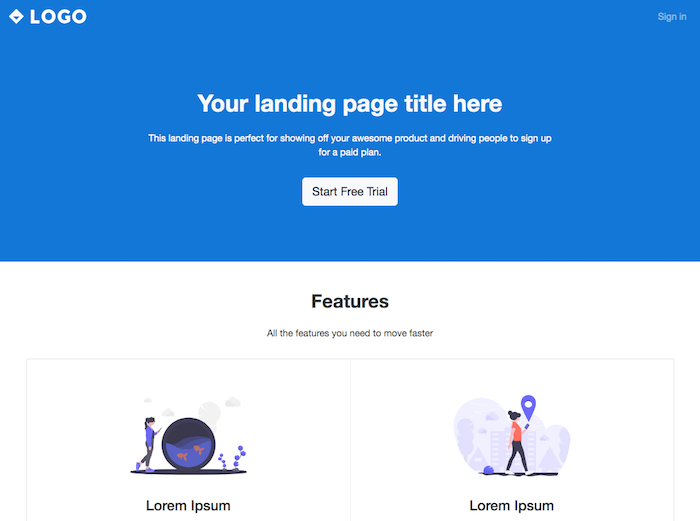 LOGO
Sign in
Your landing page title here
This landing page is perfect for showing off your awesome product and driving people to sign up
for a paid plan.
Start Free Trial
Features
All the features you need to move faster
Lorem Ipsum
Lorem Ipsum